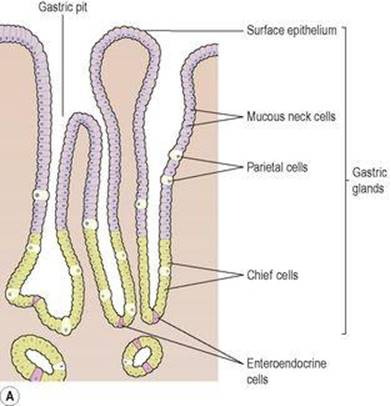 Gastric pit
Surface epithelium
Mucous neck cells
Parietal cells
Gastric
glands
Chief cells
Enteroendocrine
cells
A